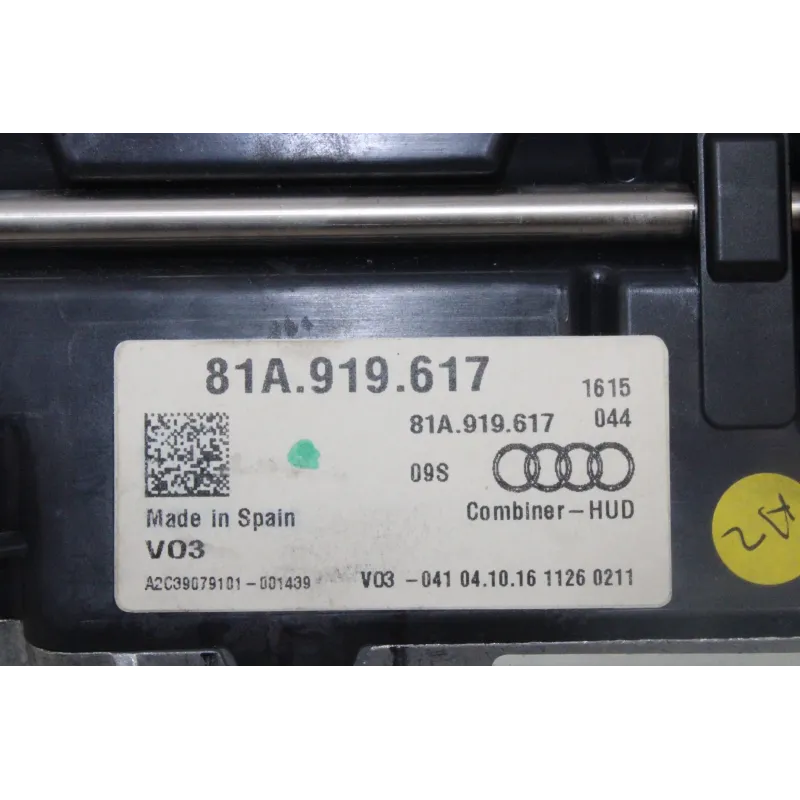 81A.919.617
1615
81A.919.617 044
09S
Made in Spain
Combiner-HUD
V03
A2C39079101-001439
V03 -041 04.10.16 1126 0211
A2